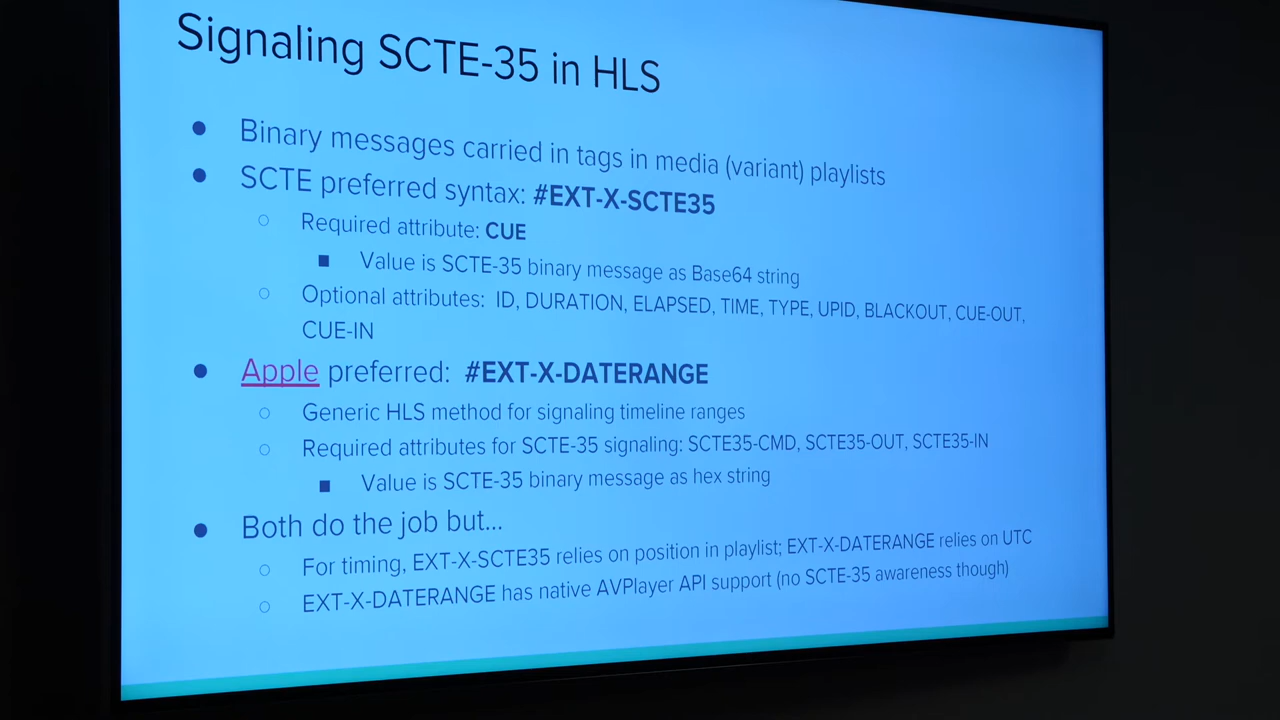 Signaling SCTE-35 in HLS
● Binary messages carried in tags in media (variant) playlists
● SCTE preferred syntax: #EXT-X-SCTE35
○ Required attribute: CUE
■ Value is SCTE-35 binary message as Base64 string
○ Optional attributes: ID, DURATION, ELAPSED, TIME, TYPE, UPID, BLACKOUT, CUE-OUT,
CUE-IN
● Apple preferred: #EXT-X-DATERANGE
○ Generic HLS method for signaling timeline ranges
○ Required attributes for SCTE-35 signaling: SCTE35-CMD, SCTE35-OUT, SCTE35-IN
■ Value is SCTE-35 binary message as hex string
● Both do the job but...
○ For timing, EXT-X-SCTE35 relies on position in playlist; EXT-X-DATERANGE relies on UTC
○ EXT-X-DATERANGE has native AVPlayer API support (no SCTE-35 awareness though)